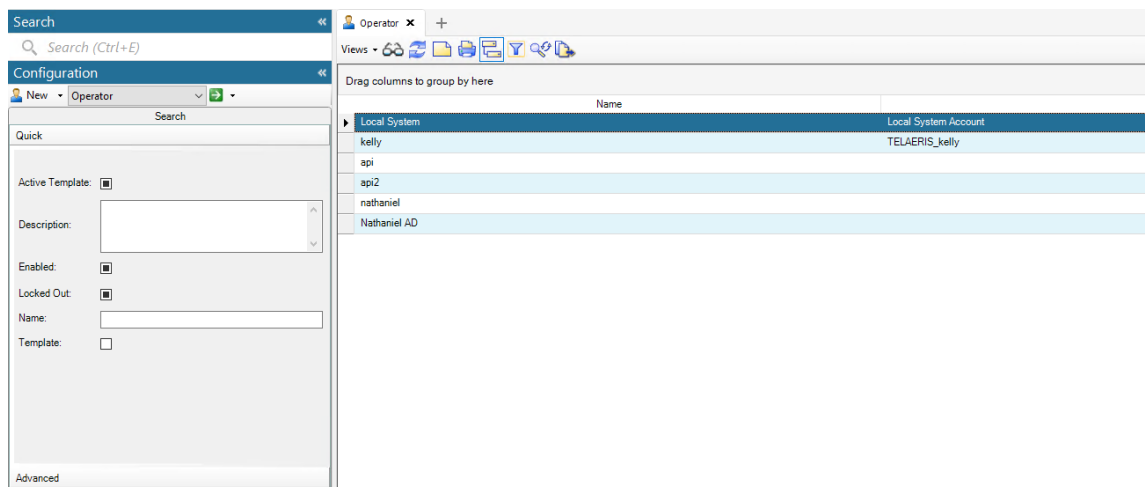 Search
Search (Ctrl+E)
Configuration
New
Operator
Search
Quick
Active Template:
Description:
Enabled:
Locked Out:
Name:
Template:
Advanced
Operator
Views
Drag columns to group by here
Name
Local System Local System Account
kelly TELAERIS_kelly
api
api2
nathaniel
Nathaniel AD